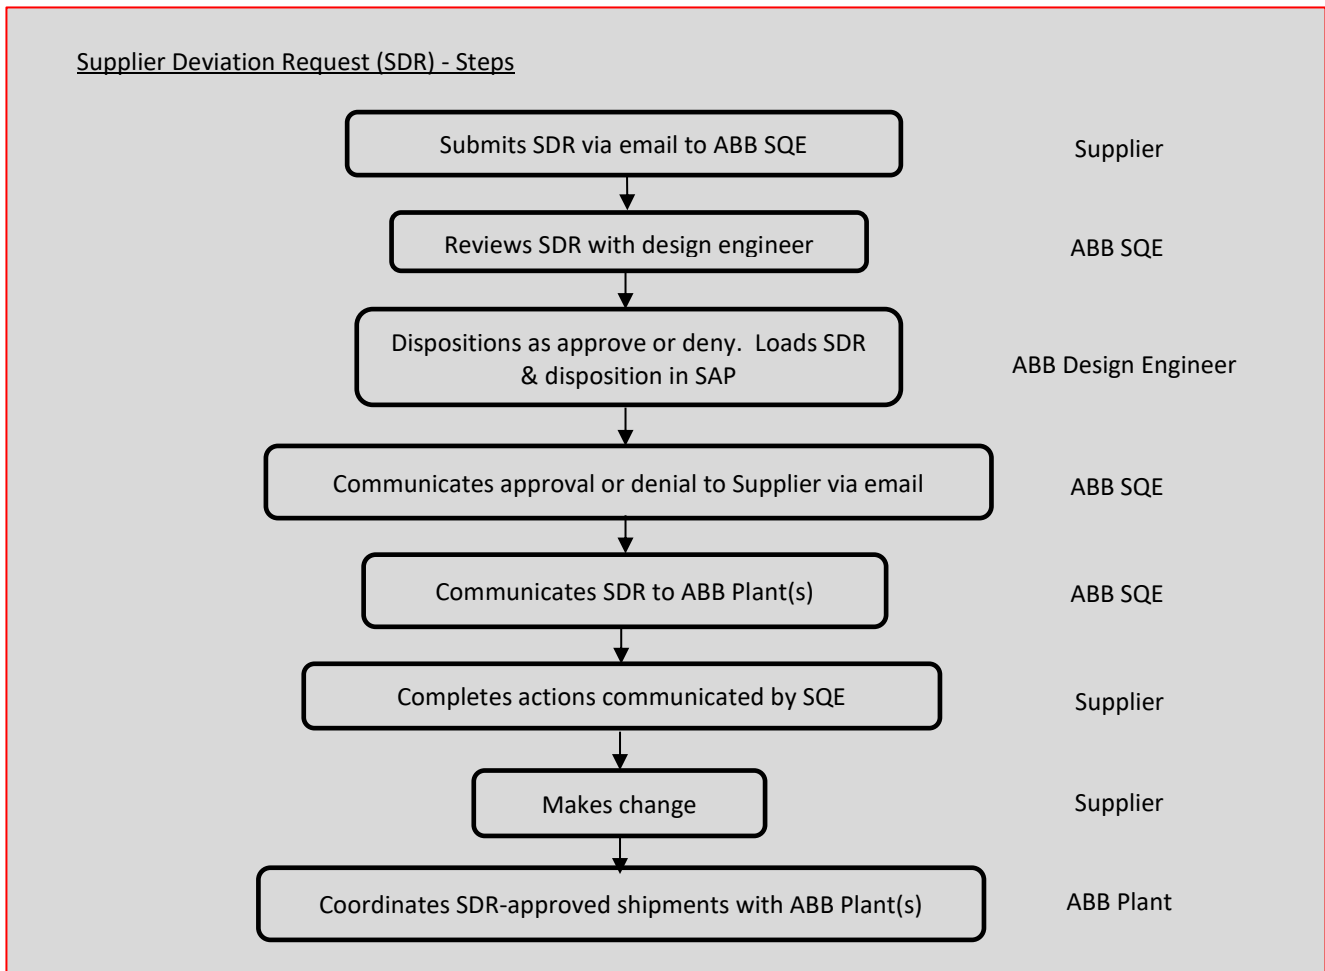 Supplier Deviation Request (SDR) - Steps
Submits SDR via email to ABB SQE
Supplier
Reviews SDR with design engineer
ABB SQE
Dispositions as approve or deny.  Loads SDR
& disposition in SAP
ABB Design Engineer
Communicates approval or denial to Supplier via email
ABB SQE
Communicates SDR to ABB Plant(s)
ABB SQE
Completes actions communicated by SQE
Supplier
Makes change
Supplier
Coordinates SDR-approved shipments with ABB Plant(s)
ABB Plant